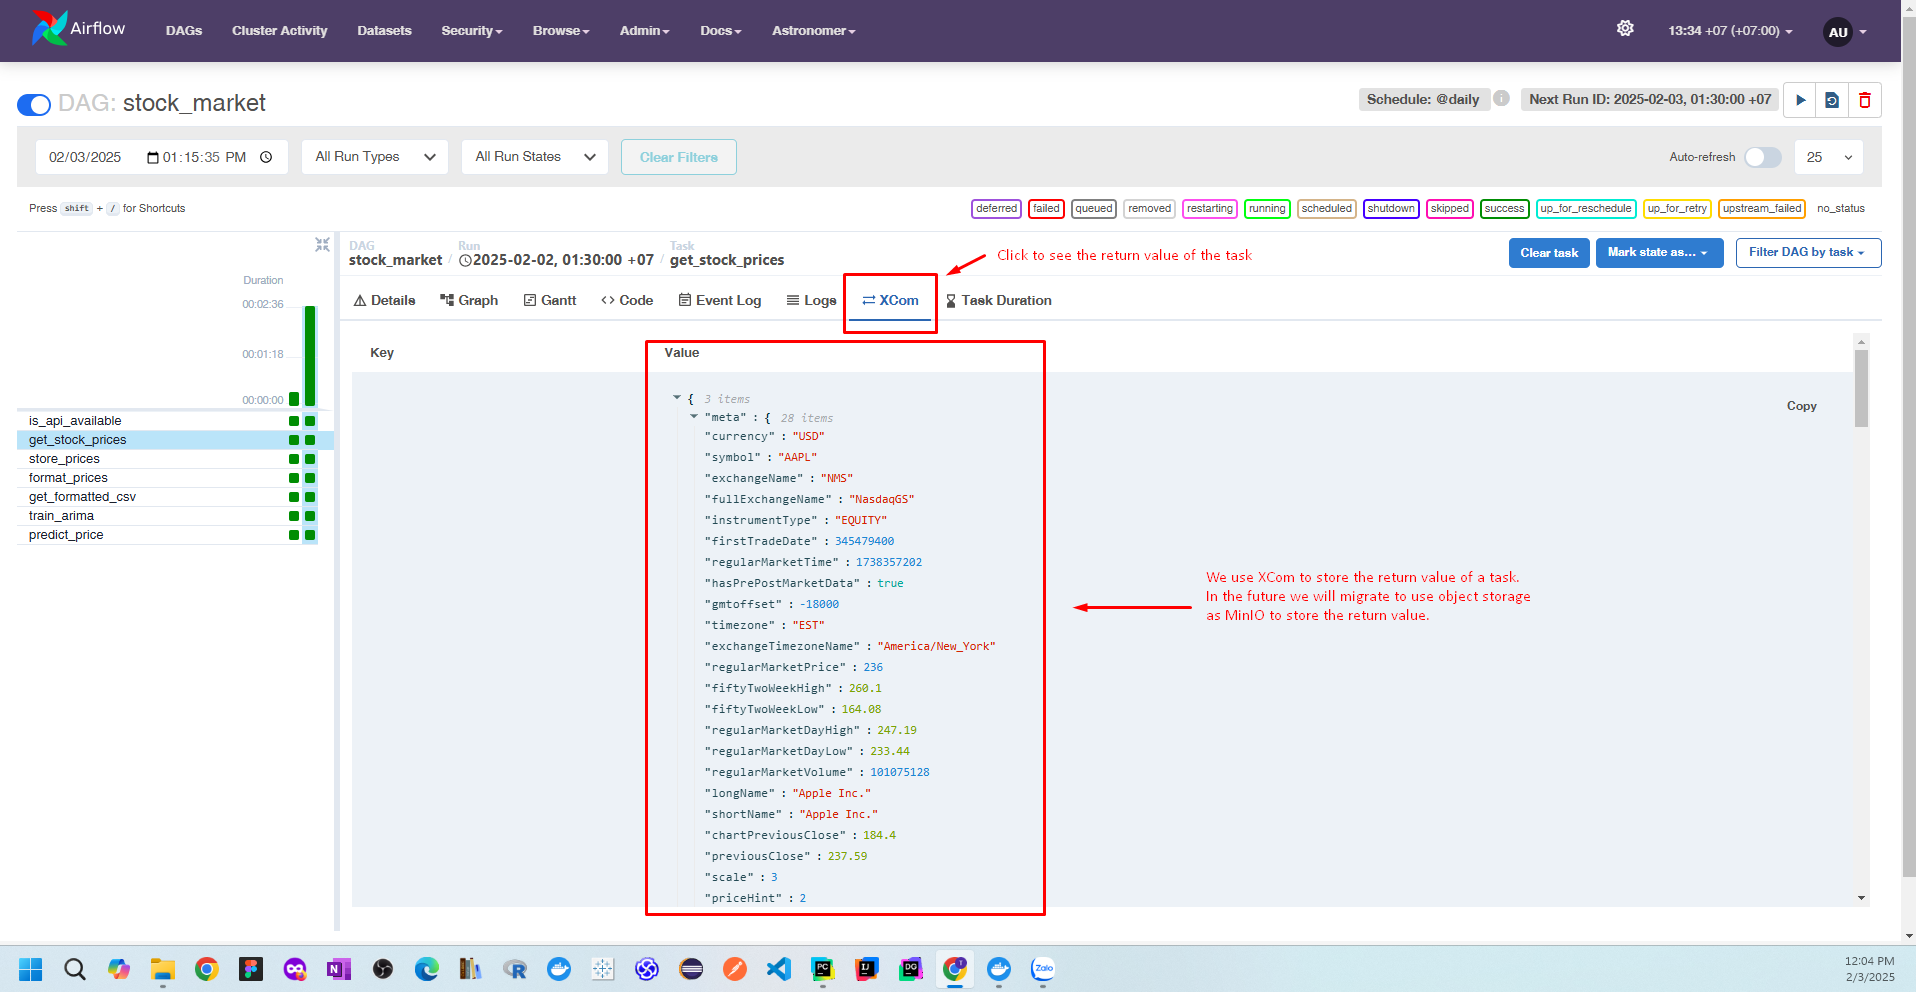 Airflow DAGs Cluster Activity Datasets Security Browse Admin Docs Astronomer 13:34 +07 (+07:00) AU
DAG: stock_market Schedule: @daily i Next Run ID: 2025-02-03, 01:30:00 +07
02/03/2025 01:15:35 PM All Run Types All Run States Clear Filters Auto-refresh 25
Press shift + / for Shortcuts deferred failed queued removed restarting running scheduled shutdown skipped success up_for_reschedule up_for_retry upstream_failed no_status
DAG Run Task
stock_market / 2025-02-02, 01:30:00 +07 / get_stock_prices
Click to see the return value of the task
Clear task Mark state as... Filter DAG by task
Details Graph Gantt Code Event Log Logs XCom Task Duration
Duration
00:02:36
00:01:18
00:00:00
is_api_available
get_stock_prices
store_prices
format_prices
get_formatted_csv
train_arima
predict_price
Key Value
{ 3 items
Copy
"meta" : { 28 items
"currency" : "USD"
"symbol" : "AAPL"
"exchangeName" : "NMS"
"fullExchangeName" : "NasdaqGS"
"instrumentType" : "EQUITY"
"firstTradeDate" : 345479400
"regularMarketTime" : 1738357202
"hasPrePostMarketData" : true
"gmtoffset" : -18000
"timezone" : "EST"
"exchangeTimezoneName" : "America/New_York"
"regularMarketPrice" : 236
"fiftyTwoWeekHigh" : 260.1
"fiftyTwoWeekLow" : 164.08
"regularMarketDayHigh" : 247.19
"regularMarketDayLow" : 233.44
"regularMarketVolume" : 101075128
"longName" : "Apple Inc."
"shortName" : "Apple Inc."
"chartPreviousClose" : 184.4
"previousClose" : 237.59
"scale" : 3
"priceHint" : 2
We use XCom to store the return value of a task.
In the future we will migrate to use object storage
as MinIO to store the return value.
N R PC IJ DG Zalo
12:04 PM
2/3/2025